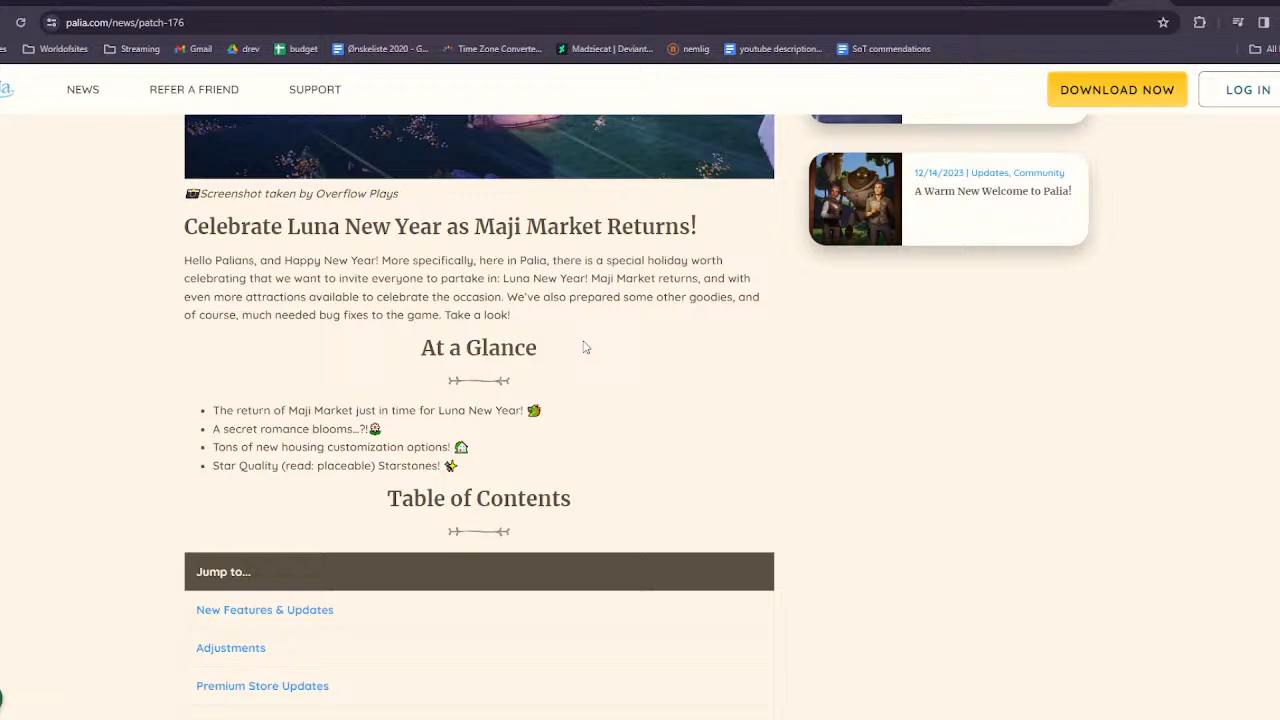 palia.com/news/patch-176
es Worlddofsites Streaming Gmail drev budget Ønskeliste 2020 - G... Time Zone Converte... Madziecat | Deviant... nemlig youtube description... SoT commendations All
a. NEWS REFER A FRIEND SUPPORT DOWNLOAD NOW LOG IN
Screenshot taken by Overflow Plays
Celebrate Luna New Year as Maji Market Returns!
Hello Palians, and Happy New Year! More specifically, here in Palia, there is a special holiday worth
celebrating that we want to invite everyone to partake in: Luna New Year! Maji Market returns, and with
even more attractions available to celebrate the occasion. We've also prepared some other goodies, and
of course, much needed bug fixes to the game. Take a look!
At a Glance
• The return of Maji Market just in time for Luna New Year! 🐲
• A secret romance blooms...?!🌷
• Tons of new housing customization options! 🏡
• Star Quality (read: placeable) Starstones! ✨
Table of Contents
Jump to...
New Features & Updates
Adjustments
Premium Store Updates
12/14/2023 | Updates, Community
A Warm New Welcome to Palia!